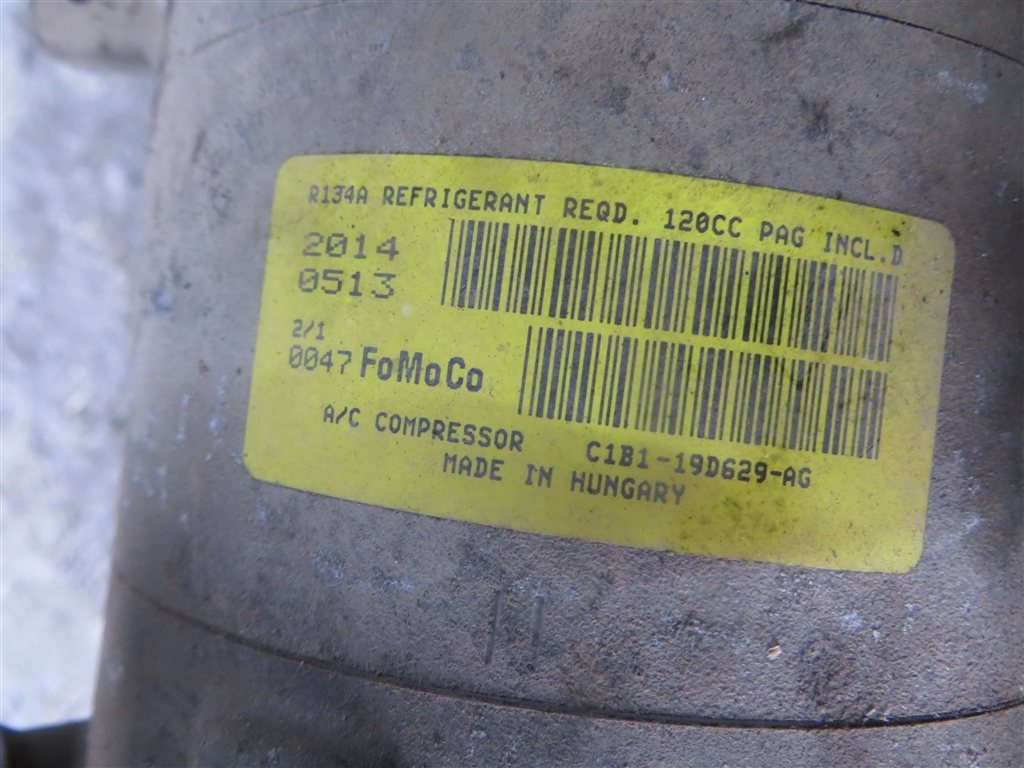 R134A REFRIGERANT REQD. 120CC PAG INCL.D
2014
0513
2/1
0047 FoMoCo
A/C COMPRESSOR C1B1-19D629-AG
MADE IN HUNGARY